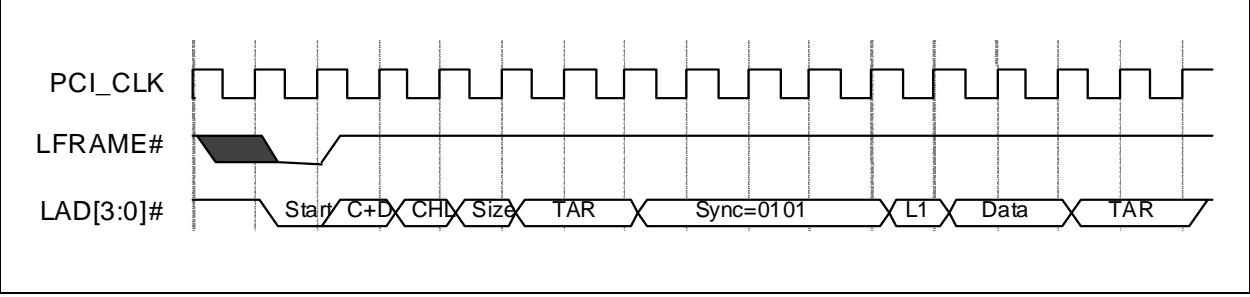 PCI_CLK
LFRAME#
LAD[3:0]# Start C+D CHL Size TAR Sync=0101 L1 Data TAR